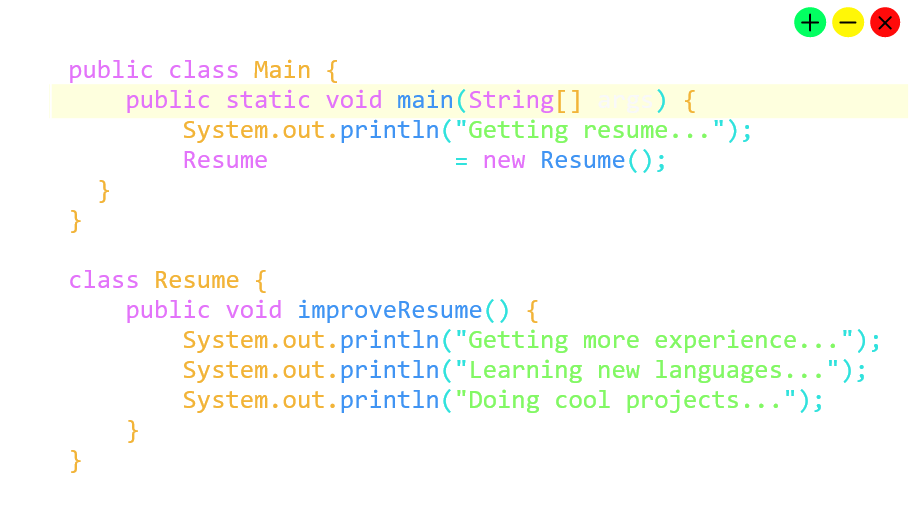 public class Main {
public static void main(String[] args) {
System.out.println("Getting resume...");
Resume = new Resume();
}
}
class Resume {
public void improveResume() {
System.out.println("Getting more experience...");
System.out.println("Learning new languages...");
System.out.println("Doing cool projects...");
}
}